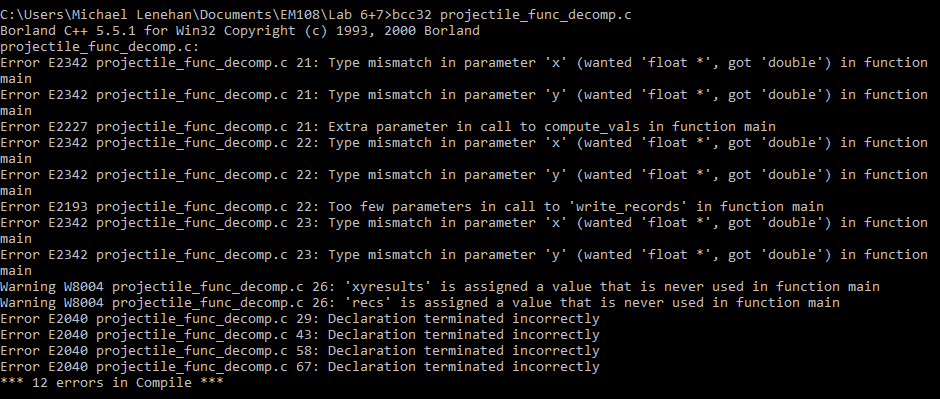 C:\Users\Michael Lenehan\Documents\EM108\Lab 6+7>bcc32 projectile_func_decomp.c
Borland C++ 5.5.1 for Win32 Copyright (c) 1993, 2000 Borland
projectile_func_decomp.c:
Error E2342 projectile_func_decomp.c 21: Type mismatch in parameter 'x' (wanted 'float *', got 'double') in function
main
Error E2342 projectile_func_decomp.c 21: Type mismatch in parameter 'y' (wanted 'float *', got 'double') in function
main
Error E2227 projectile_func_decomp.c 21: Extra parameter in call to compute_vals in function main
Error E2342 projectile_func_decomp.c 22: Type mismatch in parameter 'x' (wanted 'float *', got 'double') in function
main
Error E2342 projectile_func_decomp.c 22: Type mismatch in parameter 'y' (wanted 'float *', got 'double') in function
main
Error E2193 projectile_func_decomp.c 22: Too few parameters in call to 'write_records' in function main
Error E2342 projectile_func_decomp.c 23: Type mismatch in parameter 'x' (wanted 'float *', got 'double') in function
main
Error E2342 projectile_func_decomp.c 23: Type mismatch in parameter 'y' (wanted 'float *', got 'double') in function
main
Warning W8004 projectile_func_decomp.c 26: 'xyresults' is assigned a value that is never used in function main
Warning W8004 projectile_func_decomp.c 26: 'recs' is assigned a value that is never used in function main
Error E2040 projectile_func_decomp.c 29: Declaration terminated incorrectly
Error E2040 projectile_func_decomp.c 43: Declaration terminated incorrectly
Error E2040 projectile_func_decomp.c 58: Declaration terminated incorrectly
Error E2040 projectile_func_decomp.c 67: Declaration terminated incorrectly
*** 12 errors in Compile ***